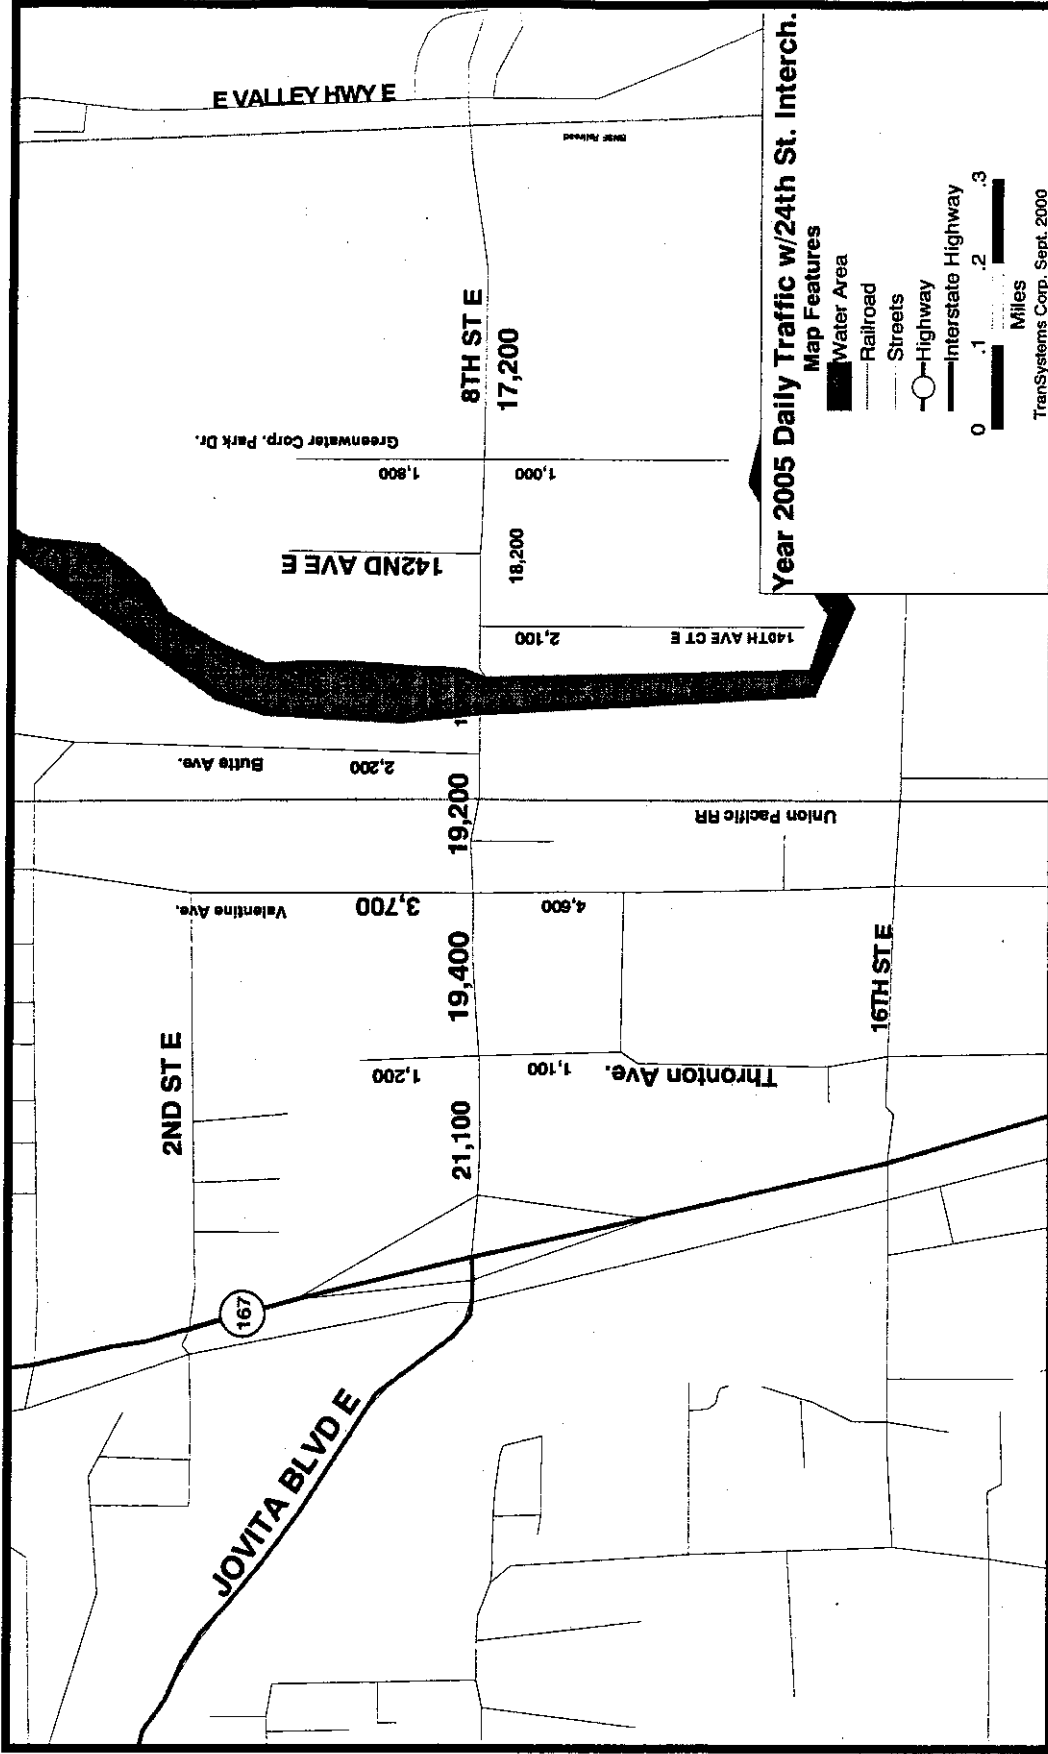 E VALLEY HWY E
BNSF Railroad
8TH ST E
17,200
Greenwater Corp. Park Dr.
1,800
1,000
142ND AVE E
18,200
2,100
140TH AVE CT E
1
Butte Ave.
2,200
19,200
Union Pacific RR
Valentine Ave.
3,700
4,600
19,400
16TH ST E
2ND ST E
1,200
1,100
Thronton Ave.
21,100
167
JOVITA BLVD E
Year 2005 Daily Traffic w/24th St. Interch.
Map Features
Water Area
Railroad
Streets
Highway
Interstate Highway
0 .1 .2 .3
Miles
TranSystems Corp. Sept. 2000